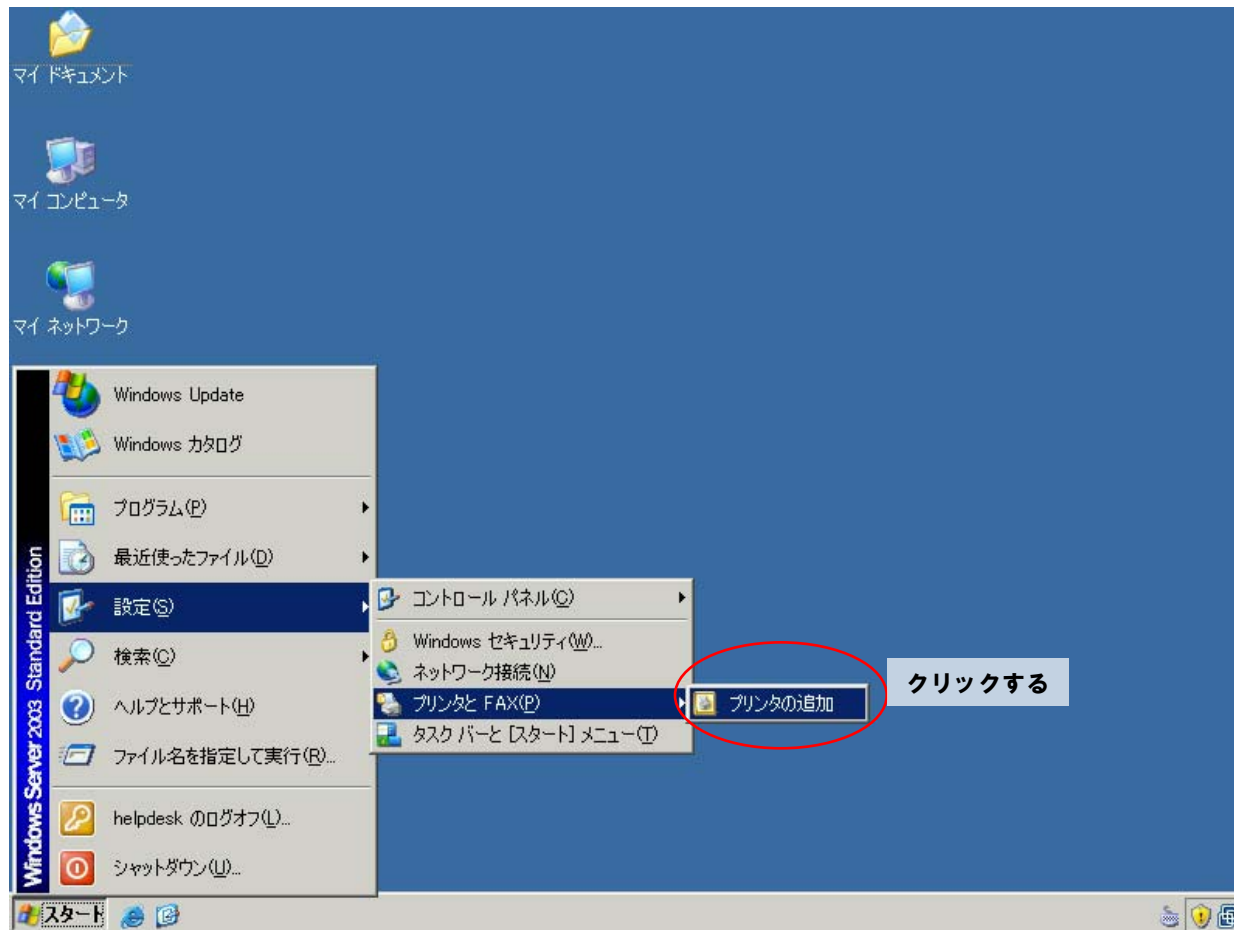 マイ ドキュメント
マイ コンピュータ
マイ ネットワーク
Windows Server 2003 Standard Edition
Windows Update
Windows カタログ
プログラム(P)
最近使ったファイル(D)
設定(S)
検索(C)
ヘルプとサポート(H)
ファイル名を指定して実行(R)...
helpdesk のログオフ(L)...
シャットダウン(U)...
コントロール パネル(C)
Windows セキュリティ(W)...
ネットワーク接続(N)
プリンタと FAX(P)
タスク バーと [スタート] メニュー(T)
プリンタの追加
クリックする
スタート